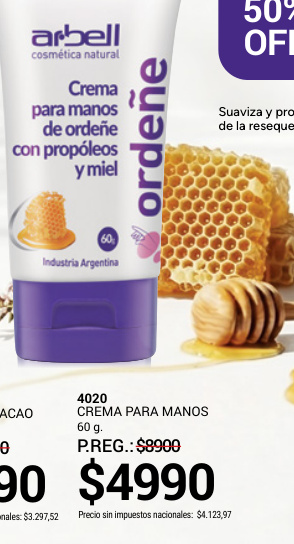 50%
OFF
arbell
cosmética natural
Crema
para manos
de ordeñe
con propóleos
y miel
ordeñe
60g
Industria Argentina
Suaviza y pro
de la reseque
ACAO
0
90
nales: $3.297,52
4020
CREMA PARA MANOS
60 g.
P.REG.: $8900
$4990
Precio sin impuestos nacionales: $4.123,97